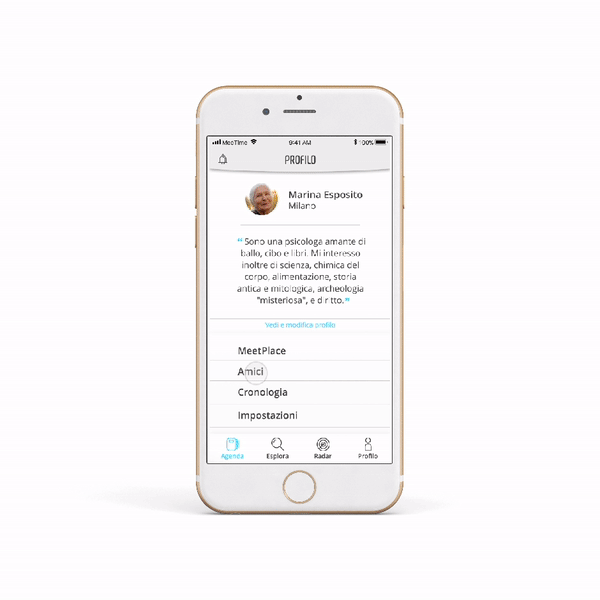 MeeTime 9:41 AM 100%
PROFILO
Marina Esposito
Milano
" Sono una psicologa amante di
ballo, cibo e libri. Mi interesso
inoltre di scienza, chimica del
corpo, alimentazione, storia
antica e mitologica, archeologia
"misteriosa", e diritto. "
Vedi e modifica profilo
MeetPlace
Amici
Cronologia
Impostazioni
Agenda Esplora Radar Profilo